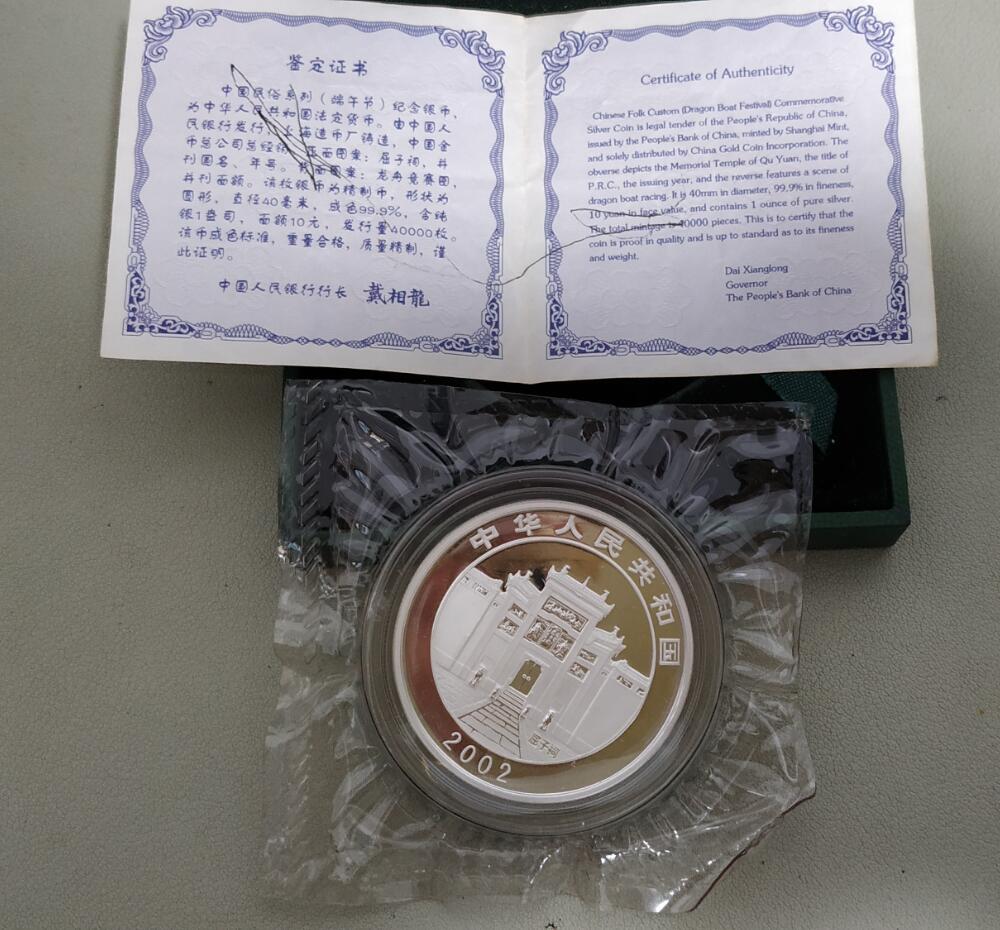 鉴定证书
中国民俗系列（端午节）纪念银币，
为中华人民共和国法定货币。由中国人
民银行发行，上海造币厂铸造，中国金
币总公司总经销。正面图案：屈子祠，并
刊国名、年号。背面图案：龙舟竞赛图，
并刊面额。该枚银币为精制币，形状为
圆形，直径40毫米，成色99.9%，含纯
银1盎司，面额10元，发行量40000枚。
该币成色标准，重量合格，质量精制，谨
此证明。
中国人民银行行长 戴相龍
Certificate of Authenticity
Chinese Folk Custom (Dragon Boat Festival) Commemorative
Silver Coin is legal tender of the People's Republic of China,
issued by the People's Bank of China, minted by Shanghai Mint,
and solely distributed by China Gold Coin Incorporation. The
obverse depicts the Memorial Temple of Qu Yuan, the title of
P.R.C., the issuing year, and the reverse features a scene of
dragon boat racing. It is 40mm in diameter, 99.9% in fineness,
10 yuan in face value, and contains 1 ounce of pure silver.
The total mintage is 40000 pieces. This is to certify that the
coin is proof in quality and is up to standard as to its fineness
and weight.
Dai Xianglong
Governor
The People's Bank of China
中华人民共和国
屈子祠
2002